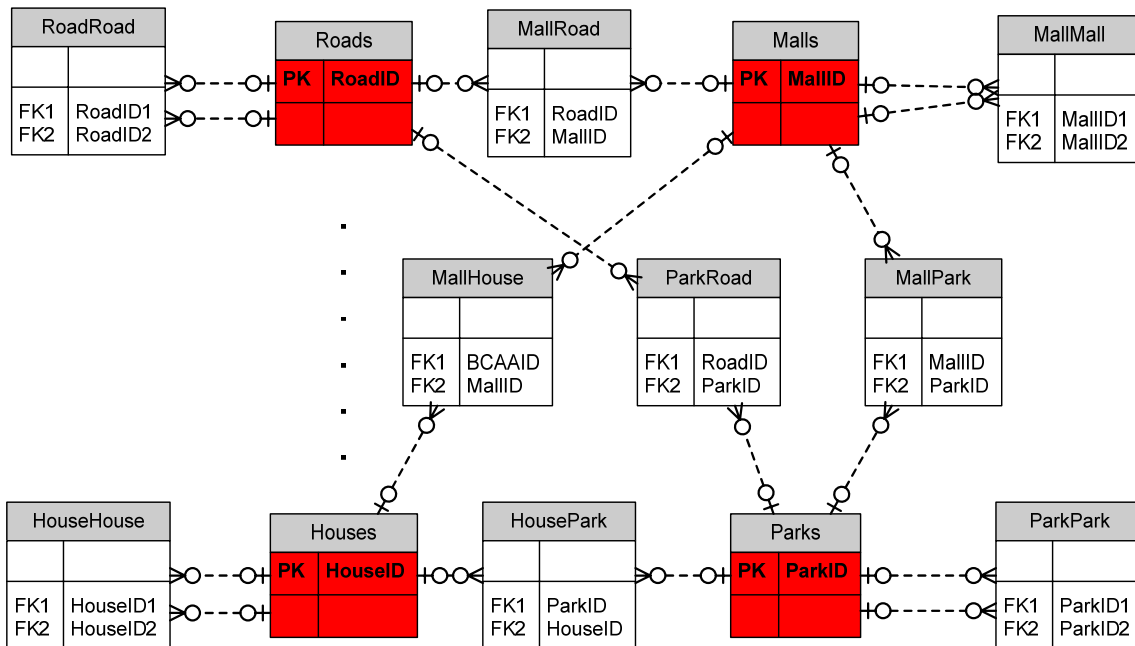 RoadRoad
FK1 RoadID1
FK2 RoadID2
Roads
PK RoadID
MallRoad
FK1 RoadID
FK2 MallID
Malls
PK MallID
MallMall
FK1 MallID1
FK2 MallID2
MallHouse
FK1 BCAAID
FK2 MallID
ParkRoad
FK1 RoadID
FK2 ParkID
MallPark
FK1 MallID
FK2 ParkID
HouseHouse
FK1 HouseID1
FK2 HouseID2
Houses
PK HouseID
HousePark
FK1 ParkID
FK2 HouseID
Parks
PK ParkID
ParkPark
FK1 ParkID1
FK2 ParkID2